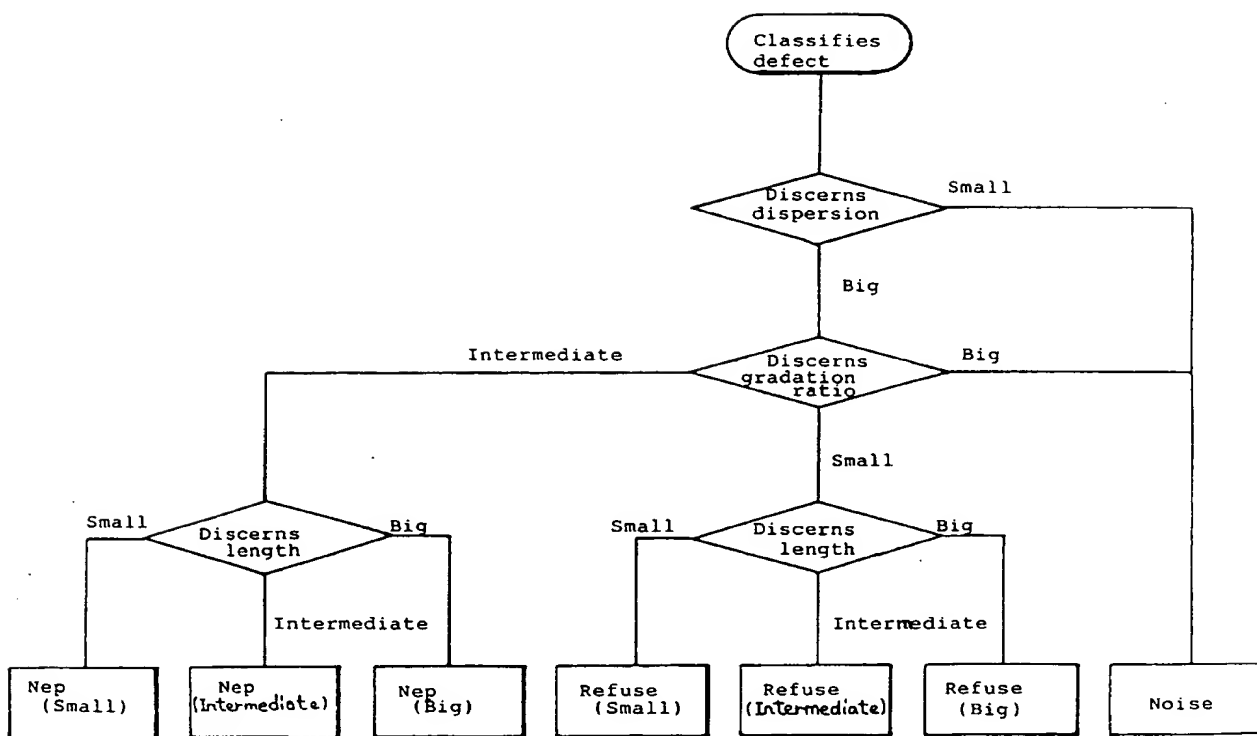 Classifies
defect
Discerns
dispersion
Small
Big
Intermediate
Discerns
gradation
ratio
Big
Small
Small
Discerns
length
Big
Intermediate
Small
Discerns
length
Big
Intermediate
Nep
(Small)
Nep
(Intermediate)
Nep
(Big)
Refuse
(Small)
Refuse
(Intermediate)
Refuse
(Big)
Noise